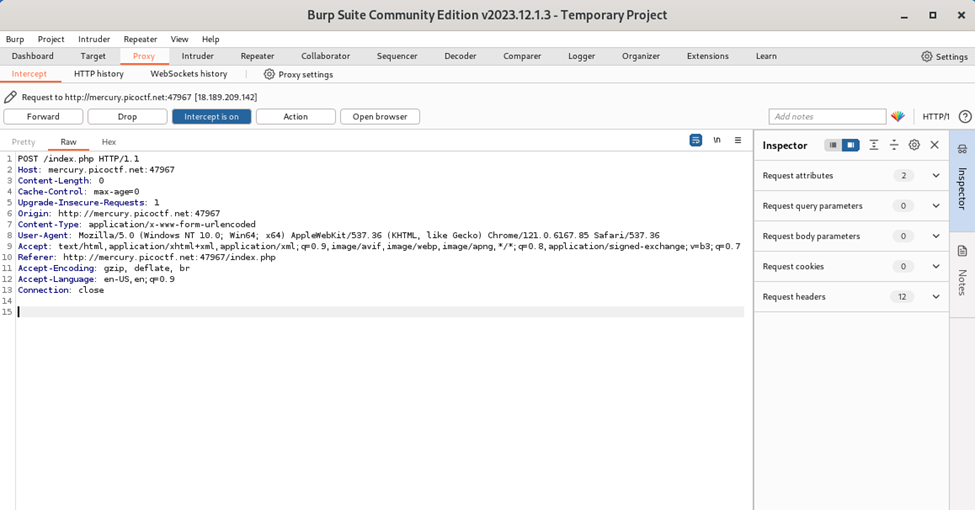 Burp Suite Community Edition v2023.12.1.3 - Temporary Project
Burp Project Intruder Repeater View Help
Dashboard Target Proxy Intruder Repeater Collaborator Sequencer Decoder Comparer Logger Organizer Extensions Learn Settings
Intercept HTTP history WebSockets history Proxy settings
Request to http://mercury.picoctf.net:47967 [18.189.209.142]
Forward Drop Intercept is on Action Open browser Add notes HTTP/1
Pretty Raw Hex \n
Inspector
1 POST /index.php HTTP/1.1
2 Host: mercury.picoctf.net:47967
3 Content-Length: 0
4 Cache-Control: max-age=0
5 Upgrade-Insecure-Requests: 1
6 Origin: http://mercury.picoctf.net:47967
7 Content-Type: application/x-www-form-urlencoded
8 User-Agent: Mozilla/5.0 (Windows NT 10.0; Win64; x64) AppleWebKit/537.36 (KHTML, like Gecko) Chrome/121.0.6167.85 Safari/537.36
9 Accept: text/html,application/xhtml+xml,application/xml;q=0.9,image/avif,image/webp,image/apng,*/*;q=0.8,application/signed-exchange;v=b3;q=0.7
10 Referer: http://mercury.picoctf.net:47967/index.php
11 Accept-Encoding: gzip, deflate, br
12 Accept-Language: en-US,en;q=0.9
13 Connection: close
14
15
Request attributes 2
Request query parameters 0
Request body parameters 0
Request cookies 0
Request headers 12
Inspector
Notes